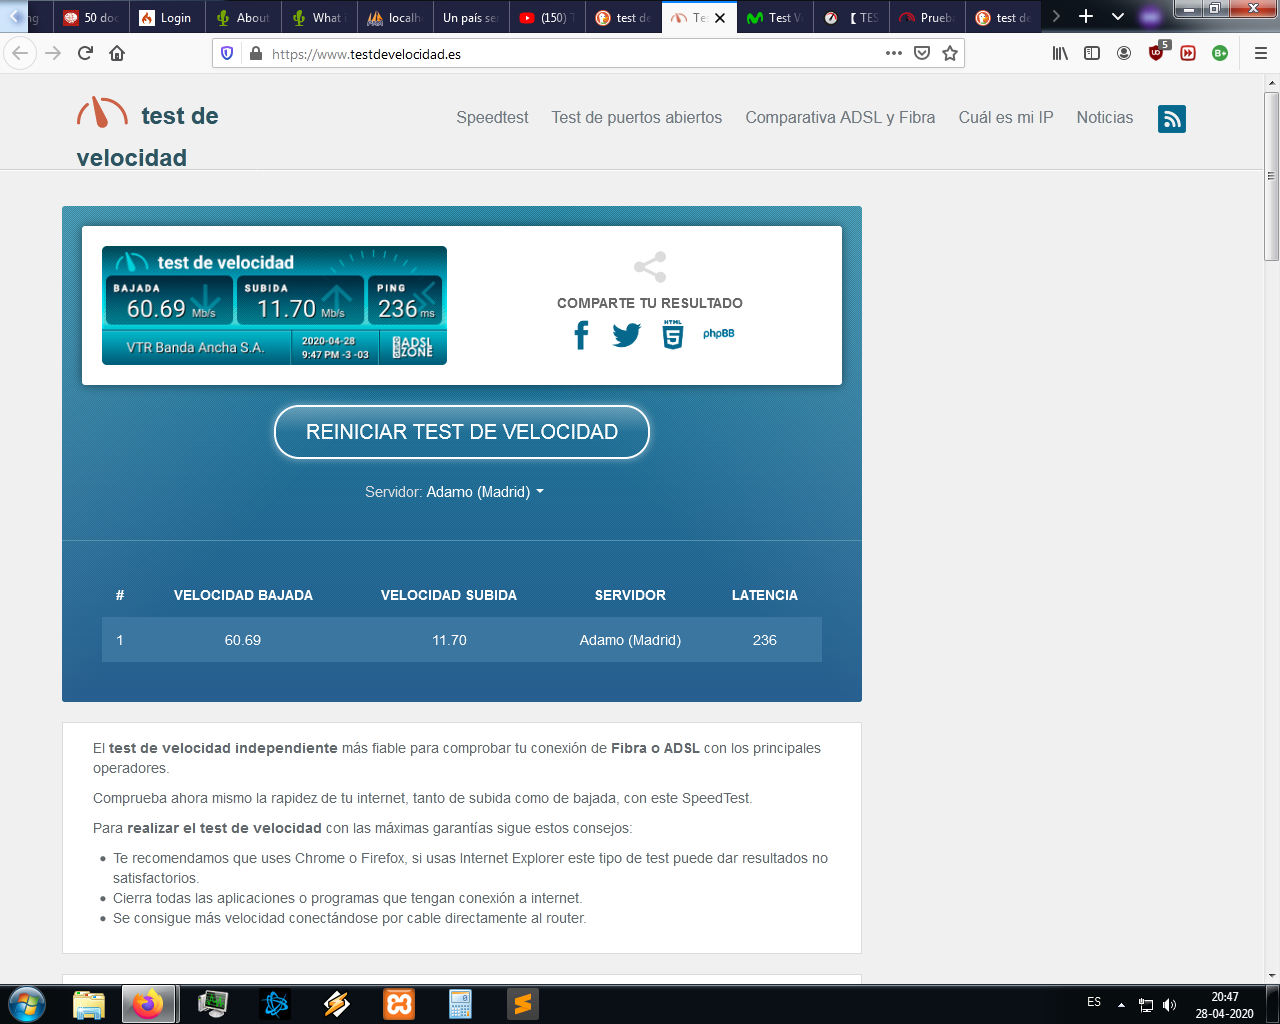 50 doc
Login
About
What i
localh
Un país ser
(150) T
test de
Te
Test V
[ TES
Prueba
test de
https://www.testdevelocidad.es
5
test de
velocidad
Speedtest
Test de puertos abiertos
Comparativa ADSL y Fibra
Cuál es mi IP
Noticias
test de velocidad
BAJADA
60.69 Mb/s
SUBIDA
11.70 Mb/s
PING
236 ms
VTR Banda Ancha S.A.
2020-04-28
9:47 PM -3 -03
ADSL
ZONE
COMPARTE TU RESULTADO
HTML
5
phpBB
REINICIAR TEST DE VELOCIDAD
Servidor: Adamo (Madrid)
# VELOCIDAD BAJADA VELOCIDAD SUBIDA SERVIDOR LATENCIA
1 60.69 11.70 Adamo (Madrid) 236
El test de velocidad independiente más fiable para comprobar tu conexión de Fibra o ADSL con los principales
operadores.
Comprueba ahora mismo la rapidez de tu internet, tanto de subida como de bajada, con este SpeedTest.
Para realizar el test de velocidad con las máximas garantías sigue estos consejos:
Te recomendamos que uses Chrome o Firefox, si usas Internet Explorer este tipo de test puede dar resultados no
satisfactorios.
Cierra todas las aplicaciones o programas que tengan conexión a internet.
Se consigue más velocidad conectándose por cable directamente al router.
ES
20:47
28-04-2020